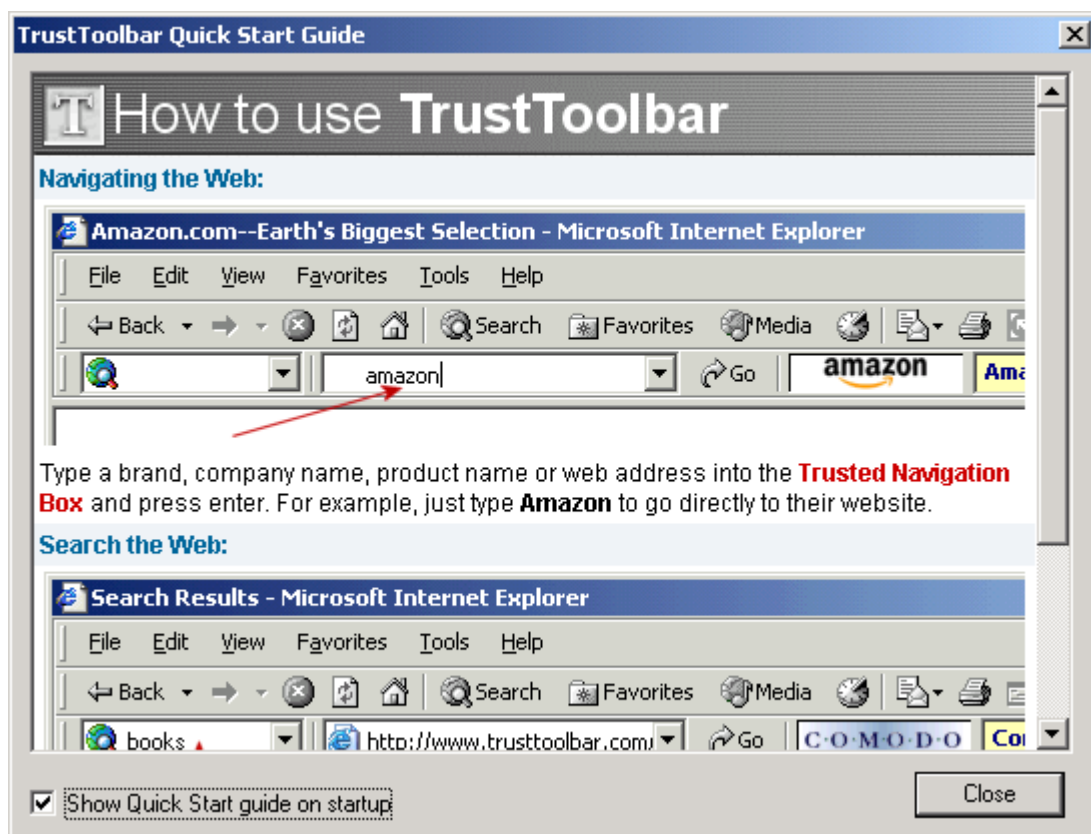 TrustToolbar Quick Start Guide
T How to use TrustToolbar
Navigating the Web:
Amazon.com--Earth's Biggest Selection - Microsoft Internet Explorer
File Edit View Favorites Tools Help
Back Search Favorites Media
amazon Go amazon
Type a brand, company name, product name or web address into the Trusted Navigation
Box and press enter. For example, just type Amazon to go directly to their website.
Search the Web:
Search Results - Microsoft Internet Explorer
File Edit View Favorites Tools Help
Back Search Favorites Media
books http://www.trusttoolbar.com/ Go C·O·M·O·D·O
Show Quick Start guide on startup
Close